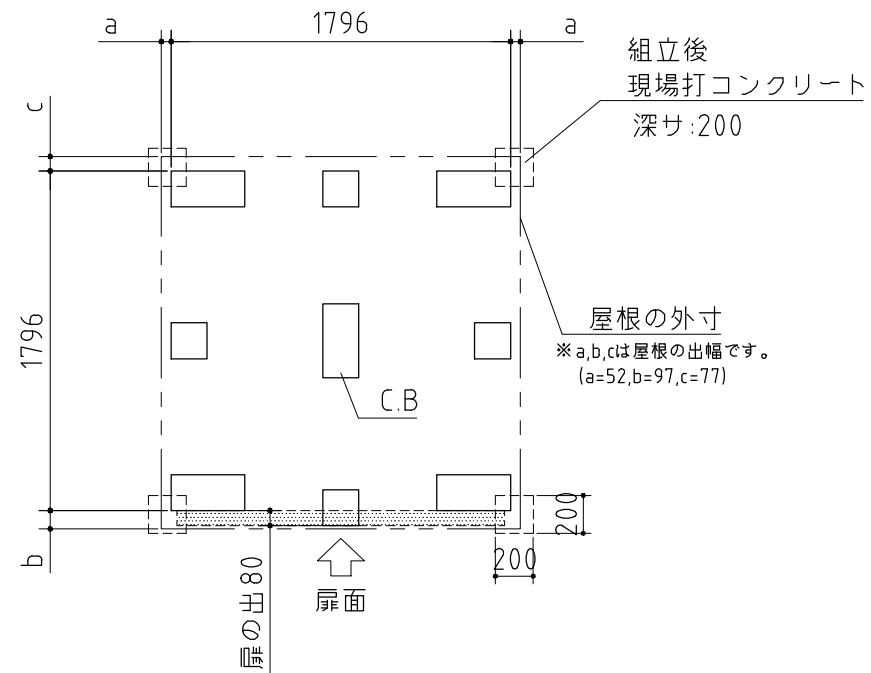 a
1796
a
組立後
現場打コンクリート
深サ:200
c
1796
屋根の外寸
※a,b,cは屋根の出幅です。
(a=52,b=97,c=77)
C.B
200
200
b
扉の出80
扉面